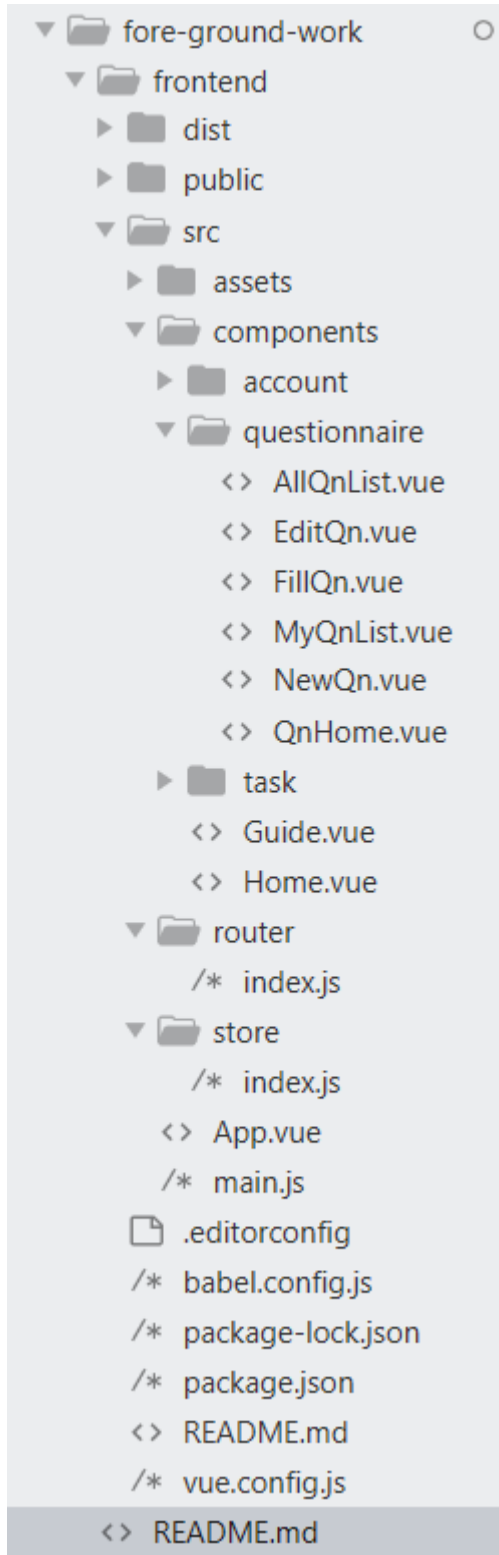 fore-ground-work
frontend
dist
public
src
assets
components
account
questionnaire
<> AllQnList.vue
<> EditQn.vue
<> FillQn.vue
<> MyQnList.vue
<> NewQn.vue
<> QnHome.vue
task
<> Guide.vue
<> Home.vue
router
/* index.js
store
/* index.js
<> App.vue
/* main.js
.editorconfig
/* babel.config.js
/* package-lock.json
/* package.json
<> README.md
/* vue.config.js
<> README.md